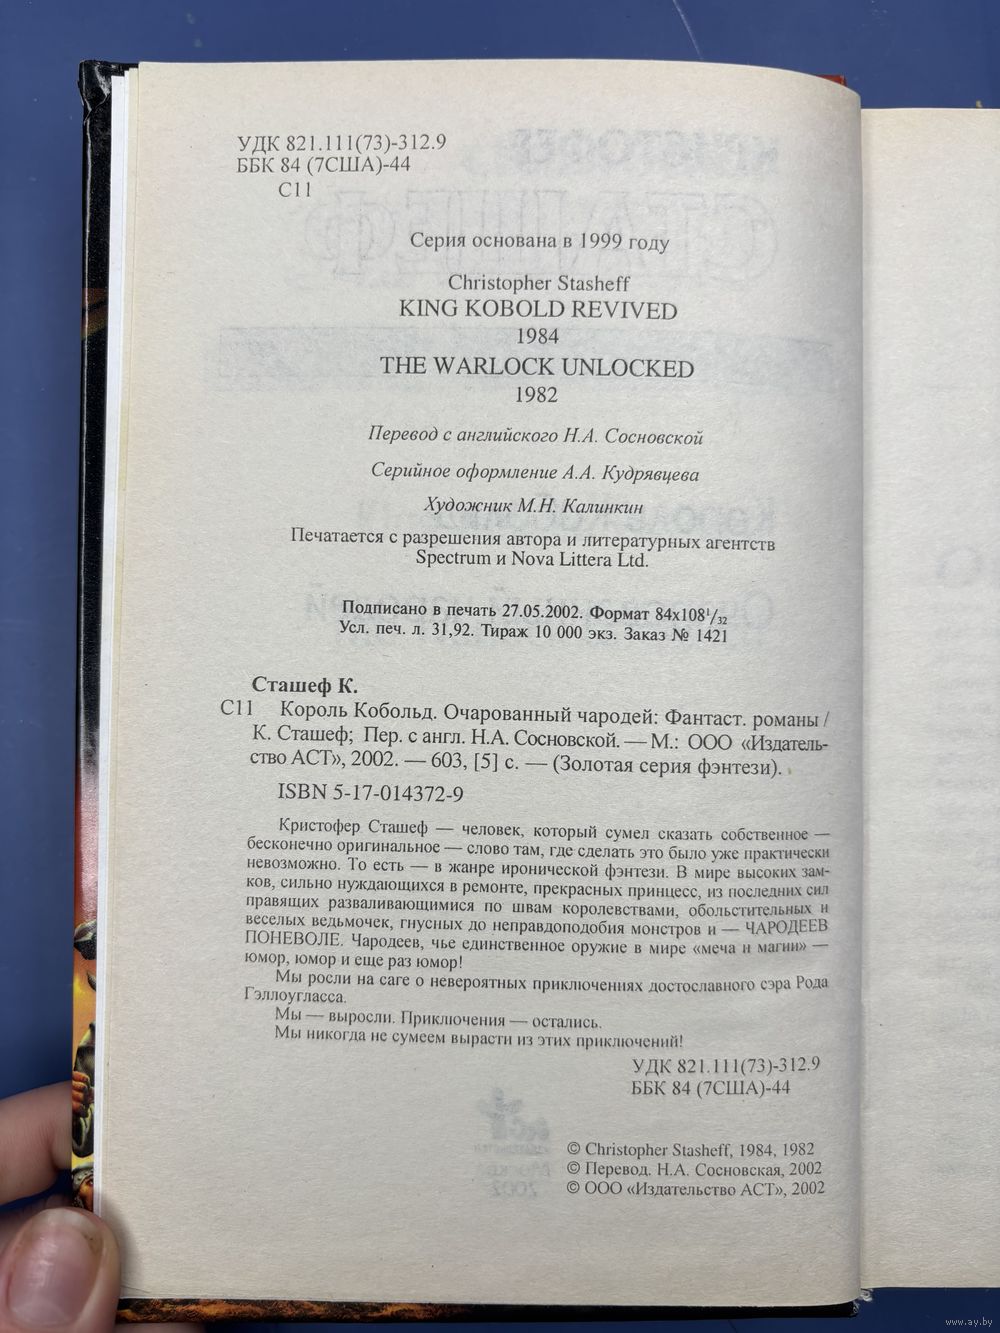 УДК 821.111(73)-312.9
ББК 84 (7США)-44
С11
Серия основана в 1999 году
Christopher Stasheff
KING KOBOLD REVIVED
1984
THE WARLOCK UNLOCKED
1982
Перевод с английского Н.А. Сосновской
Серийное оформление А.А. Кудрявцева
Художник М.Н. Калинкин
Печатается с разрешения автора и литературных агентств
Spectrum и Nova Littera Ltd.
Подписано в печать 27.05.2002. Формат 84x108¹/₃₂
Усл. печ. л. 31,92. Тираж 10 000 экз. Заказ № 1421
Сташеф К.
С11 Король Кобольд. Очарованный чародей: Фантаст. романы /
К. Сташеф; Пер. с англ. Н.А. Сосновской. — М.: ООО «Издатель-
ство АСТ», 2002. — 603, [5] с. — (Золотая серия фэнтези).
ISBN 5-17-014372-9
Кристофер Сташеф — человек, который сумел сказать собственное —
бесконечно оригинальное — слово там, где сделать это было уже практически
невозможно. То есть — в жанре иронической фэнтези. В мире высоких зам-
ков, сильно нуждающихся в ремонте, прекрасных принцесс, из последних сил
правящих разваливающимися по швам королевствами, обольстительных и
веселых ведьмочек, гнусных до неправдоподобия монстров и — ЧАРОДЕЕВ
ПОНЕВОЛЕ. Чародеев, чье единственное оружие в мире «меча и магии» —
юмор, юмор и еще раз юмор!
Мы росли на саге о невероятных приключениях достославного сэра Рода
Гэллоугласса.
Мы — выросли. Приключения — остались.
Мы никогда не сумеем вырасти из этих приключений!
УДК 821.111(73)-312.9
ББК 84 (7США)-44
© Christopher Stasheff, 1984, 1982
© Перевод. Н.А. Сосновская, 2002
© ООО «Издательство АСТ», 2002
www.ay.by